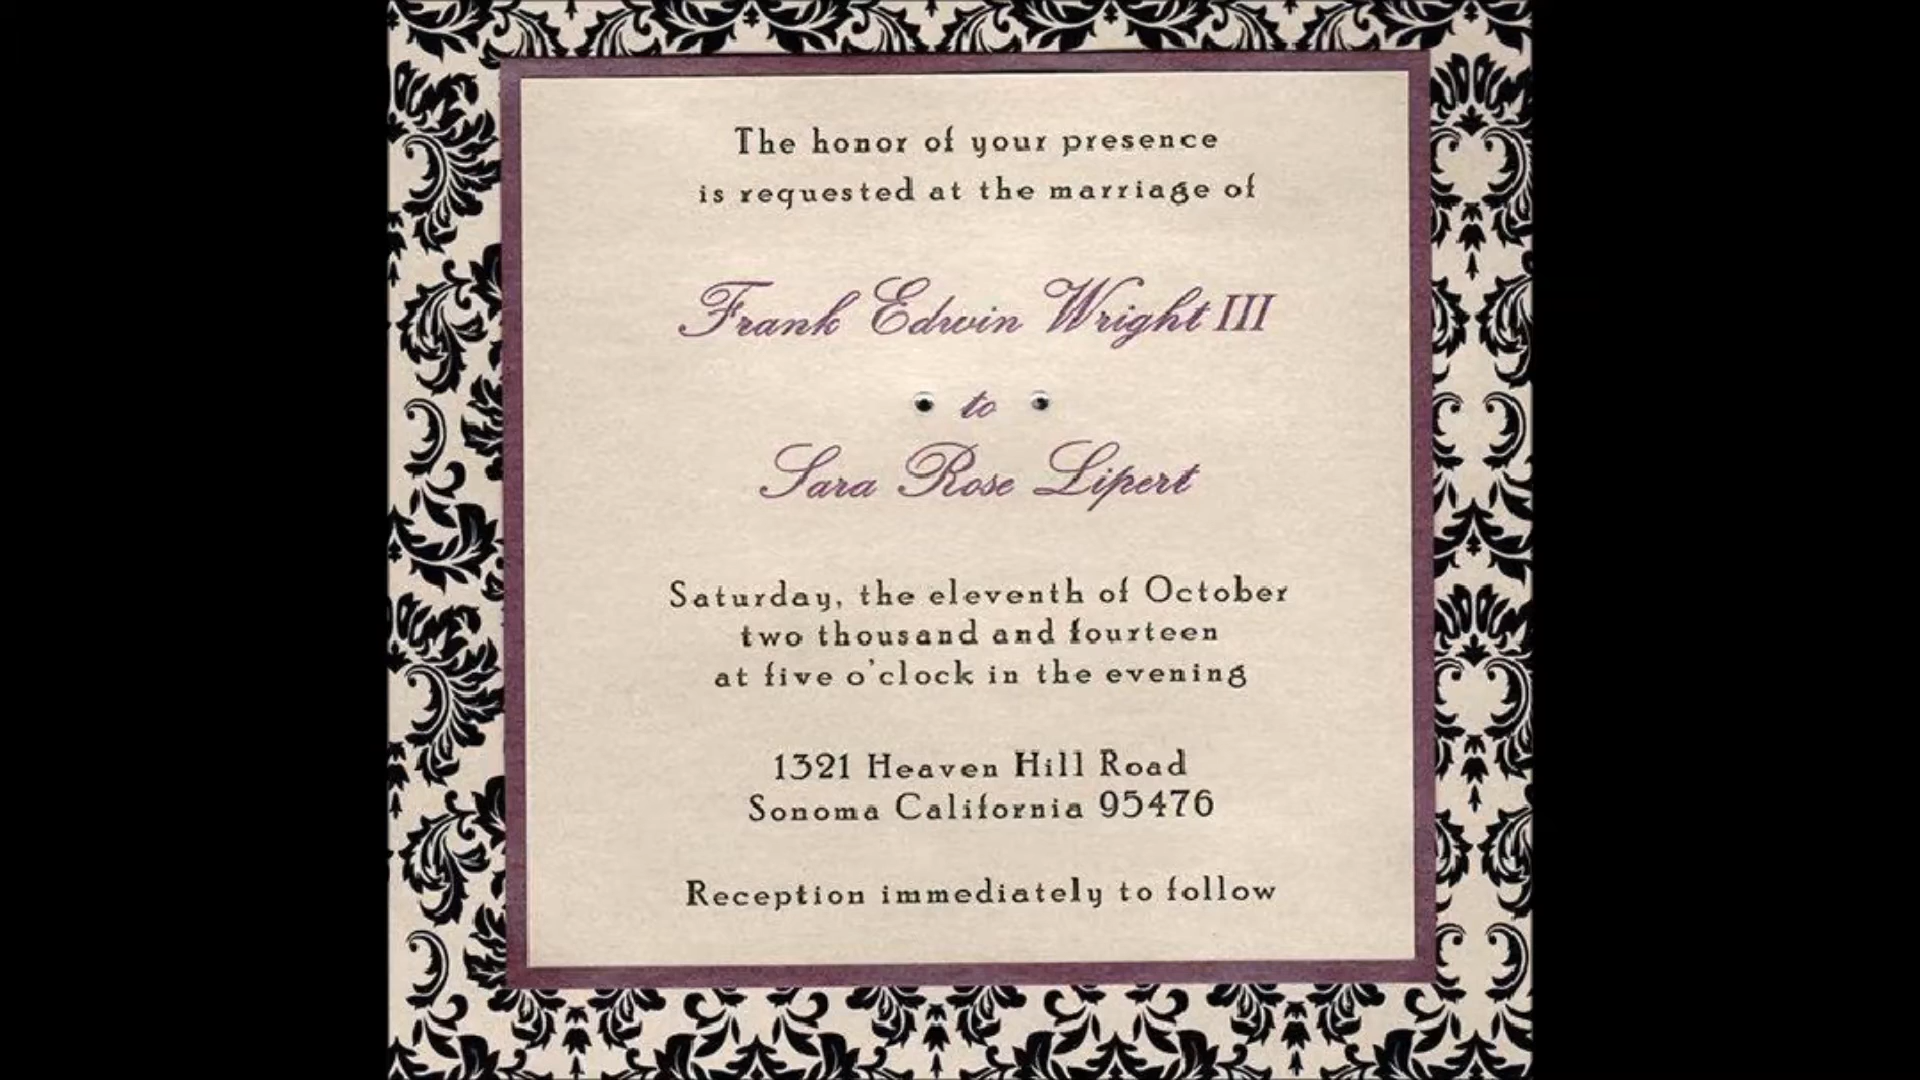 The honor of your presence
is requested at the marriage of
Frank Edwin Wright III
to
Sara Rose Lipert
Saturday, the eleventh of October
two thousand and fourteen
at five o'clock in the evening
1321 Heaven Hill Road
Sonoma California 95476
Reception immediately to follow